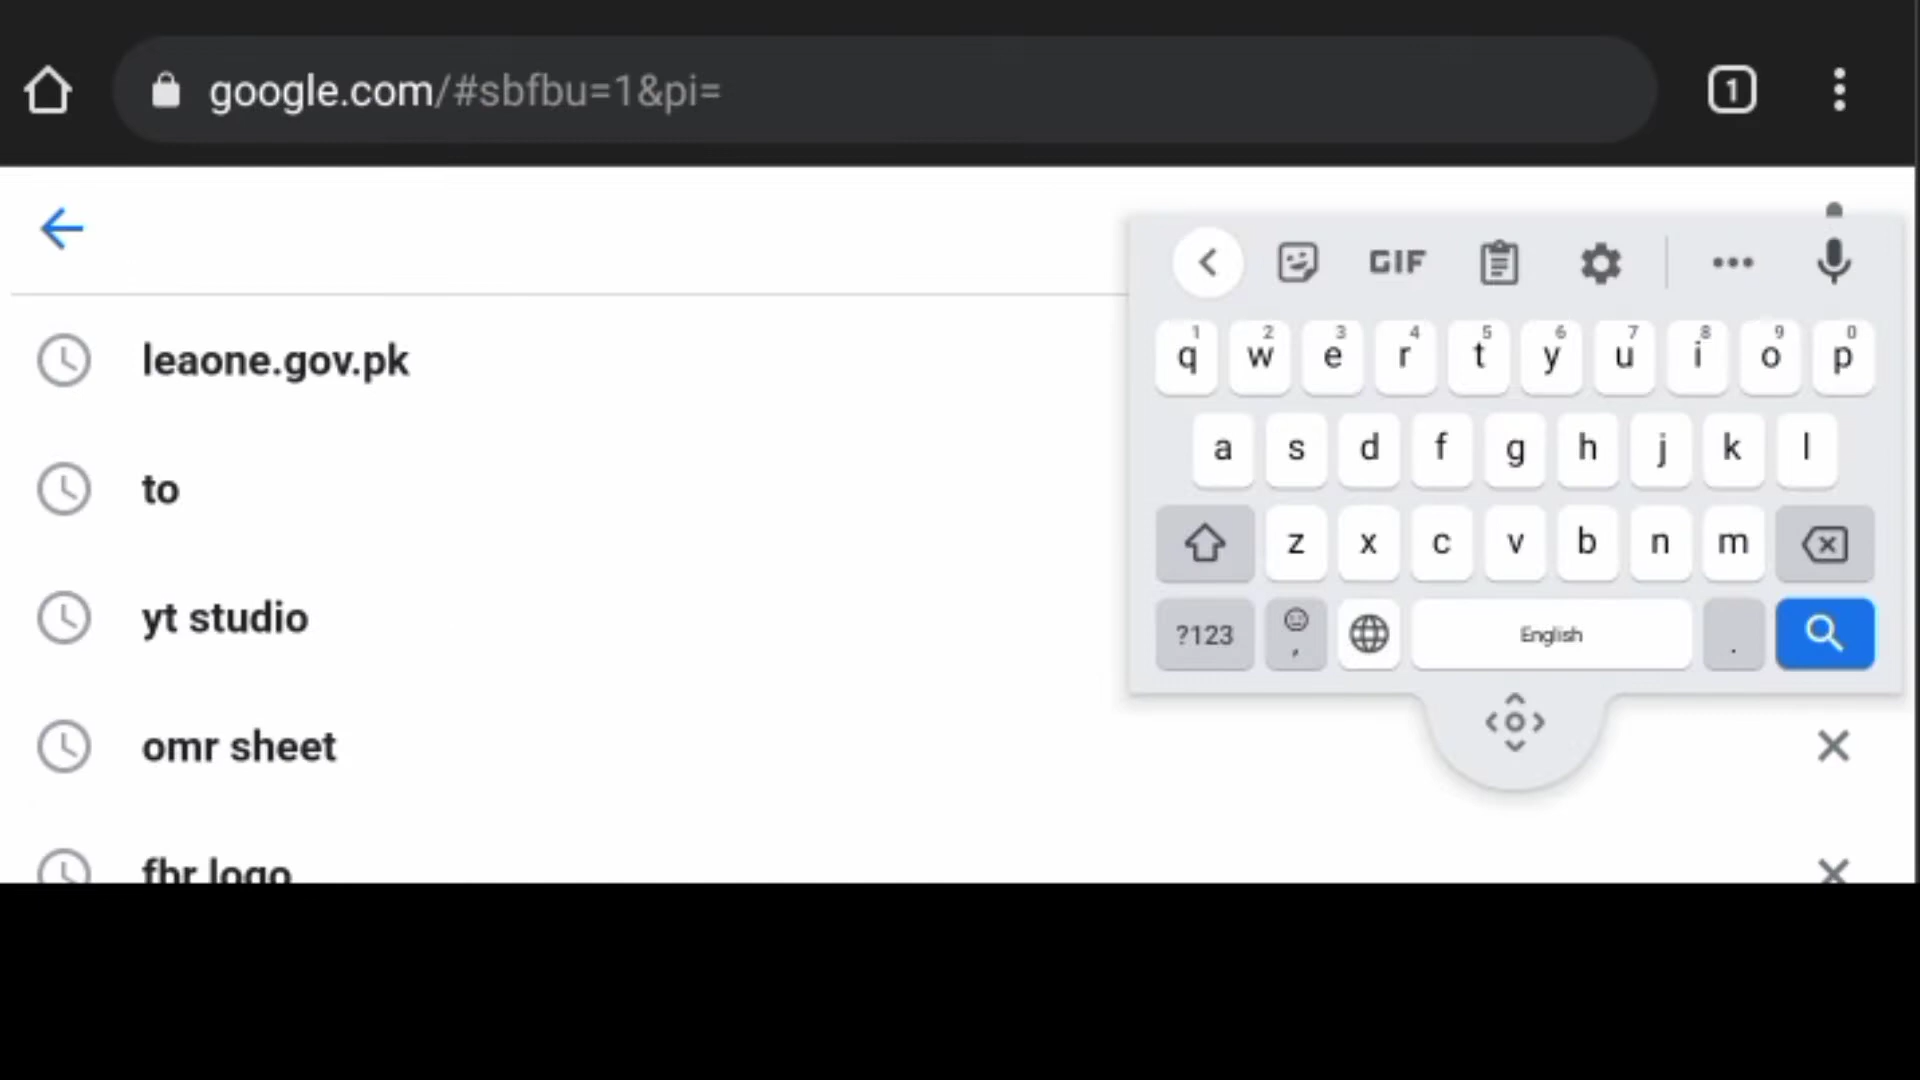 google.com/#sbfbu=1&pi=
1
leaone.gov.pk
to
yt studio
omr sheet
fbr logo
GIF
1 2 3 4 5 6 7 8 9 0
q w e r t y u i o p
a s d f g h j k l
z x c v b n m
?123 , English .